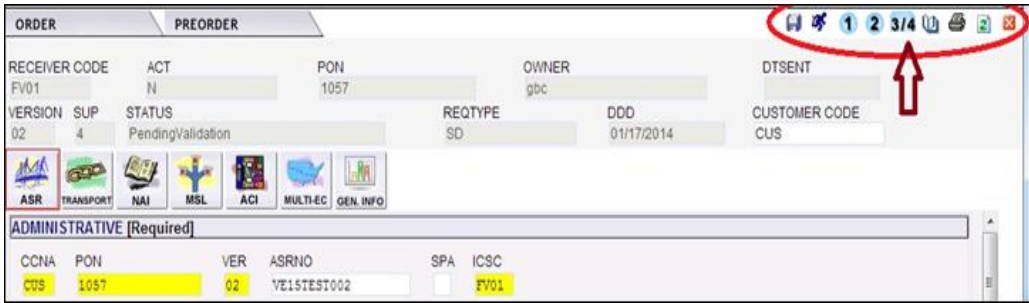 ORDER PREORDER 1 2 3/4
RECEIVER CODE ACT PON OWNER DTSENT
FV01 N 1057 gbc
VERSION SUP STATUS REQTYPE DDD CUSTOMER CODE
02 4 PendingValidation SD 01/17/2014 CUS
ASR TRANSPORT NAI MSL ACI MULTI-EC GEN. INFO
ADMINISTRATIVE [Required]
CCNA PON VER ASRNO SPA ICSC
CUS 1057 02 VE15TEST002 FV01